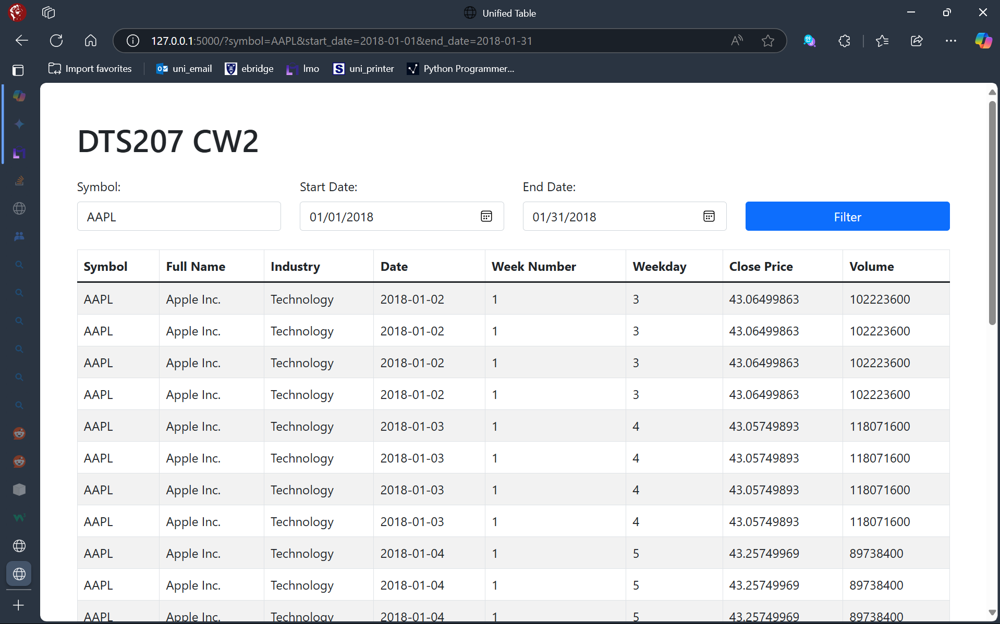 Unified Table
127.0.0.1:5000/?symbol=AAPL&start_date=2018-01-01&end_date=2018-01-31
Import favorites uni_email ebridge lmo uni_printer Python Programmer...
DTS207 CW2
Symbol: Start Date: End Date:
AAPL 01/01/2018 01/31/2018 Filter
Symbol Full Name Industry Date Week Number Weekday Close Price Volume
AAPL Apple Inc. Technology 2018-01-02 1 3 43.06499863 102223600
AAPL Apple Inc. Technology 2018-01-02 1 3 43.06499863 102223600
AAPL Apple Inc. Technology 2018-01-02 1 3 43.06499863 102223600
AAPL Apple Inc. Technology 2018-01-02 1 3 43.06499863 102223600
AAPL Apple Inc. Technology 2018-01-03 1 4 43.05749893 118071600
AAPL Apple Inc. Technology 2018-01-03 1 4 43.05749893 118071600
AAPL Apple Inc. Technology 2018-01-03 1 4 43.05749893 118071600
AAPL Apple Inc. Technology 2018-01-03 1 4 43.05749893 118071600
AAPL Apple Inc. Technology 2018-01-04 1 5 43.25749969 89738400
AAPL Apple Inc. Technology 2018-01-04 1 5 43.25749969 89738400
AAPL Apple Inc. Technology 2018-01-04 1 5 43.25749969 89738400